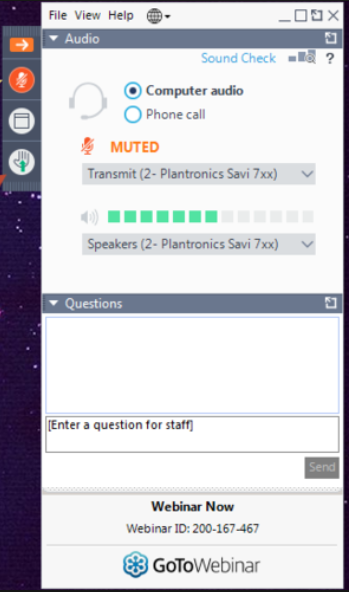 File View Help
Audio
Sound Check ?
Computer audio
Phone call
MUTED
Transmit (2- Plantronics Savi 7xx)
Speakers (2- Plantronics Savi 7xx)
Questions
[Enter a question for staff]
Send
Webinar Now
Webinar ID: 200-167-467
GoToWebinar